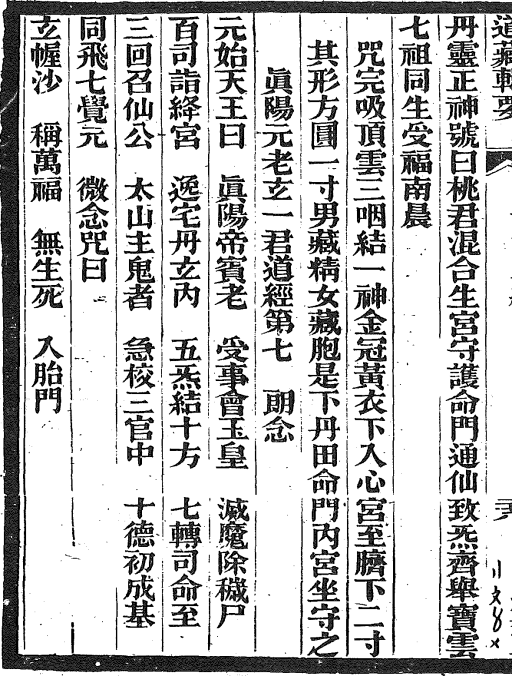 道藏輯要
丹靈正神號曰桃君混合生宮守護命門通仙致炁齊舉寶雲
七祖同生受福南晨
咒完吸頂雲三咽結一神金冠黃衣下入心宮至臍下二寸
其形方圓一寸男藏精女藏胞是下丹田命門內宮坐守之
眞陽元老玄一君道經第七　朗念
元始天王曰　眞陽帝賓老　受事會玉皇　滅魔除穢尸
百司詣絳宮　逸宅丹玄內　五炁結十方　七轉司命至
三回召仙公　太山主鬼者　急校三官中　十德初成基
同飛七覺元　微念咒曰
玄幄沙　稱萬福　無生死　入胎門